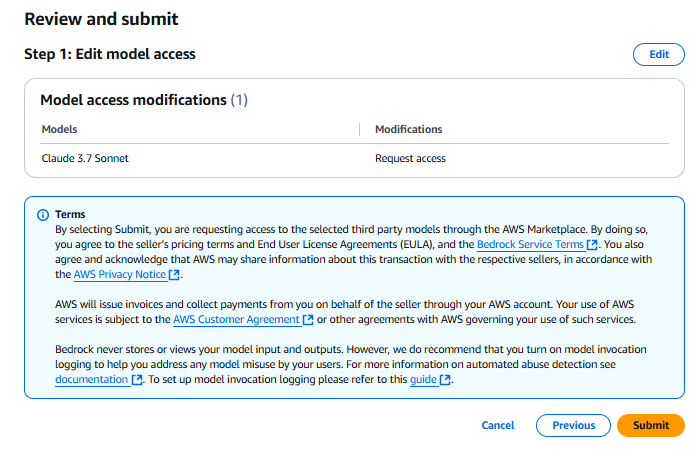 Review and submit
Step 1: Edit model access
Edit
Model access modifications (1)
Models
Modifications
Claude 3.7 Sonnet
Request access
Terms
By selecting Submit, you are requesting access to the selected third party models through the AWS Marketplace. By doing so,
you agree to the seller's pricing terms and End User License Agreements (EULA), and the Bedrock Service Terms. You also
agree and acknowledge that AWS may share information about this transaction with the respective sellers, in accordance with
the AWS Privacy Notice.
AWS will issue invoices and collect payments from you on behalf of the seller through your AWS account. Your use of AWS
services is subject to the AWS Customer Agreement or other agreements with AWS governing your use of such services.
Bedrock never stores or views your model input and outputs. However, we do recommend that you turn on model invocation
logging to help you address any model misuse by your users. For more information on automated abuse detection see
documentation. To set up model invocation logging please refer to this guide.
Cancel
Previous
Submit